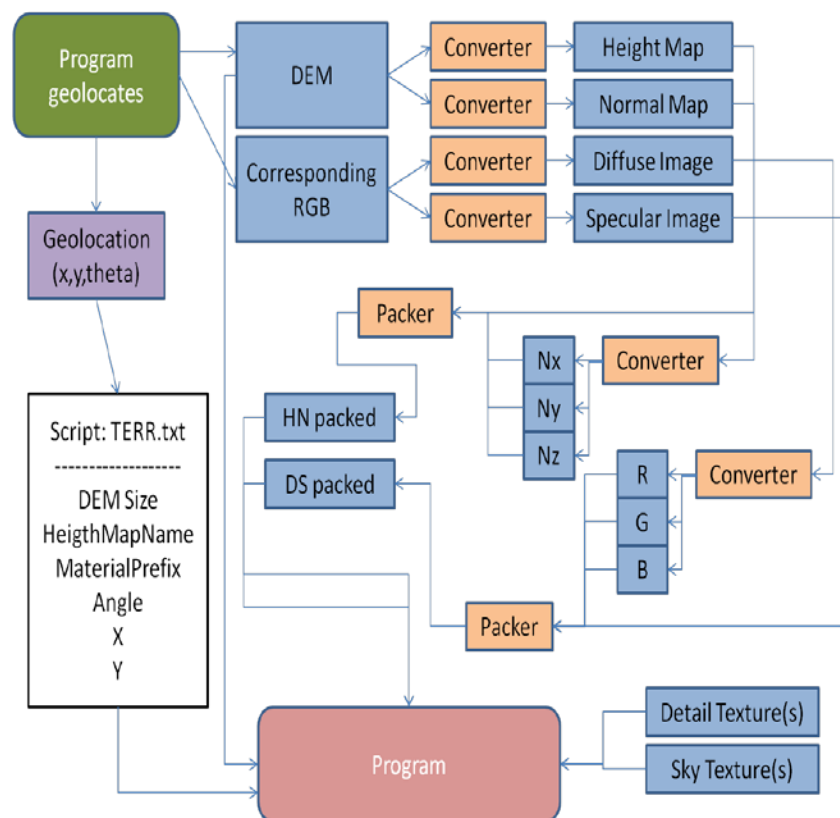 Program
geolocates
DEM
Converter
Height Map
Converter
Normal Map
Corresponding
RGB
Converter
Diffuse Image
Converter
Specular Image
Geolocation
(x,y,theta)
Packer
Nx
Converter
Ny
Nz
HN packed
DS packed
R
Converter
G
B
Packer
Script: TERR.txt
--------------------
DEM Size
HeigthMapName
MaterialPrefix
Angle
X
Y
Program
Detail Texture(s)
Sky Texture(s)